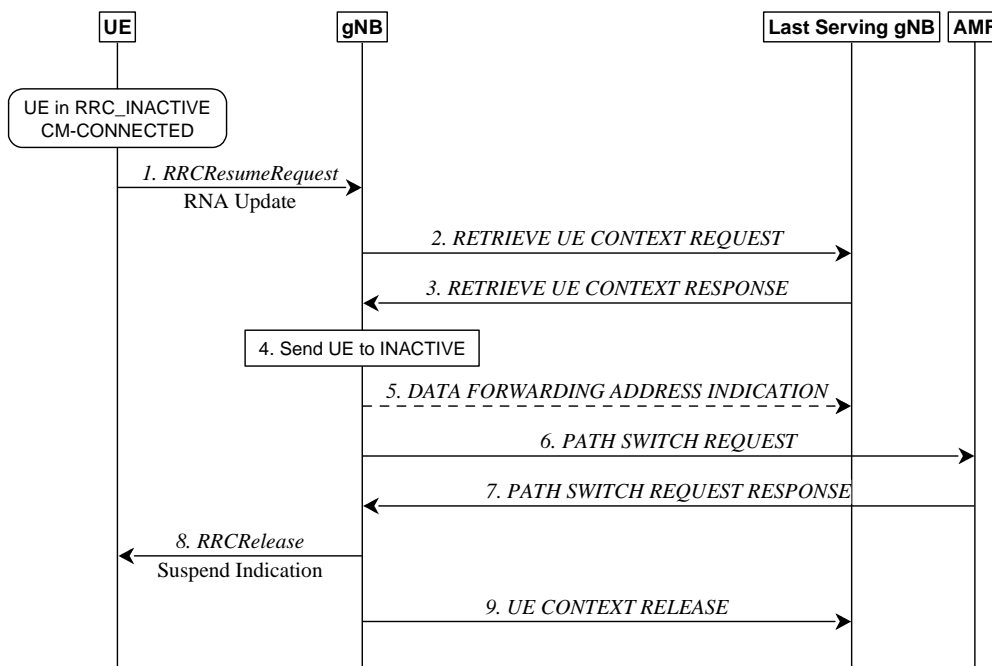 UE
gNB
Last Serving gNB
AMF
UE in RRC_INACTIVE
CM-CONNECTED
1. RRCResumeRequest
RNA Update
2. RETRIEVE UE CONTEXT REQUEST
3. RETRIEVE UE CONTEXT RESPONSE
4. Send UE to INACTIVE
5. DATA FORWARDING ADDRESS INDICATION
6. PATH SWITCH REQUEST
7. PATH SWITCH REQUEST RESPONSE
8. RRCRelease
Suspend Indication
9. UE CONTEXT RELEASE